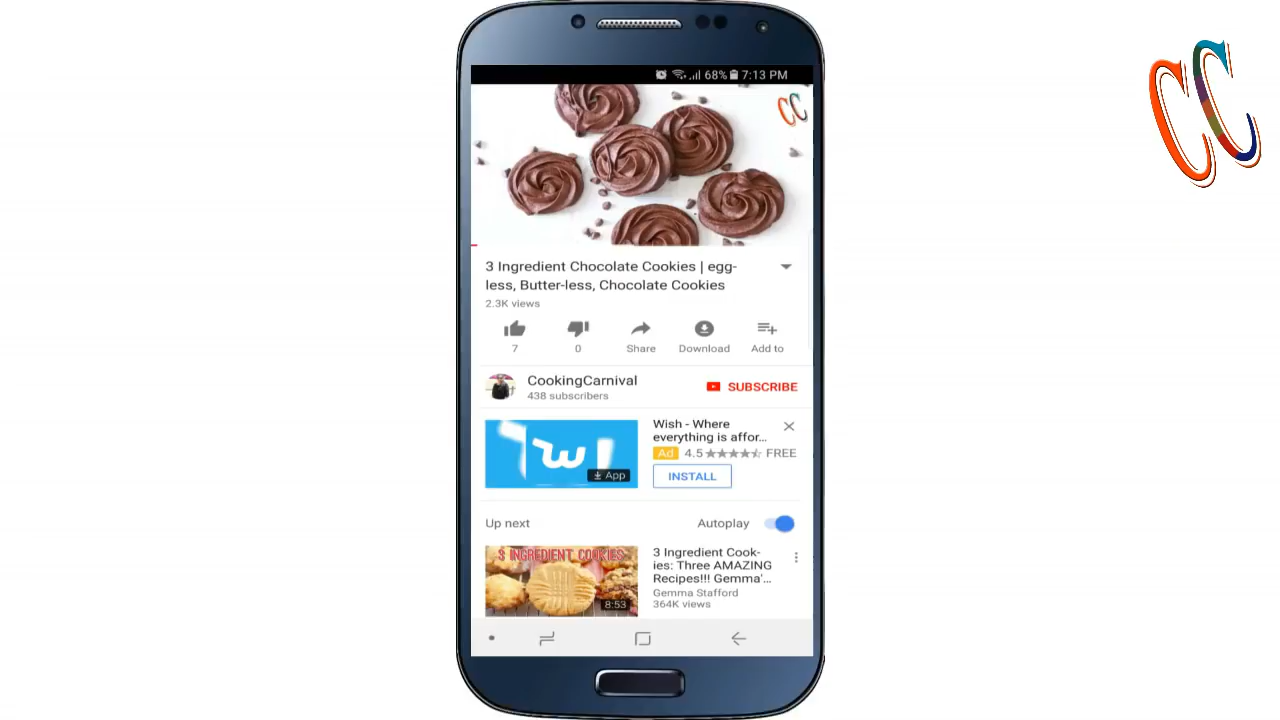 CC
68% 7:13 PM
CC
3 Ingredient Chocolate Cookies | egg-
less, Butter-less, Chocolate Cookies
2.3K views
7
0
Share
Download
Add to
CookingCarnival
438 subscribers
SUBSCRIBE
Wish - Where
everything is affor...
Ad 4.5 FREE
INSTALL
w
App
Up next
Autoplay
3 INGREDIENT COOKIES
8:53
3 Ingredient Cook-
ies: Three AMAZING
Recipes!!! Gemma'...
Gemma Stafford
364K views